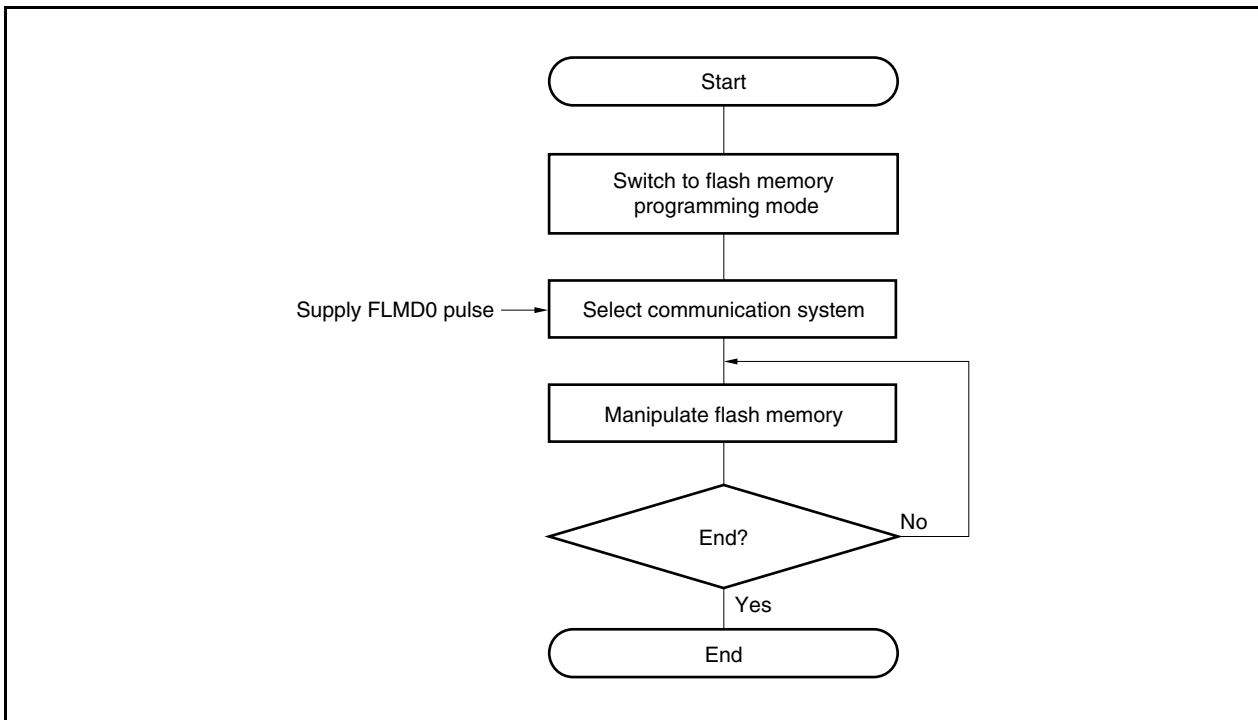 Start
Switch to flash memory
programming mode
Supply FLMD0 pulse
Select communication system
Manipulate flash memory
End?
No
Yes
End